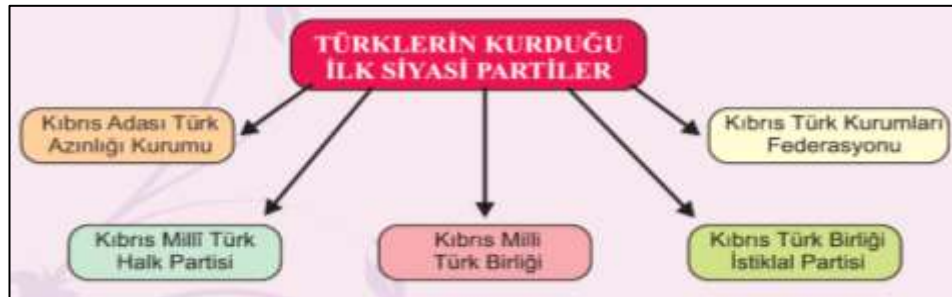 TÜRKLERİN KURDUĞU
İLK SİYASİ PARTİLER
Kıbrıs Adası Türk
Azınlığı Kurumu
Kıbrıs Türk Kurumları
Federasyonu
Kıbrıs Millî Türk
Halk Partisi
Kıbrıs Milli
Türk Birliği
Kıbrıs Türk Birliği
İstiklal Partisi